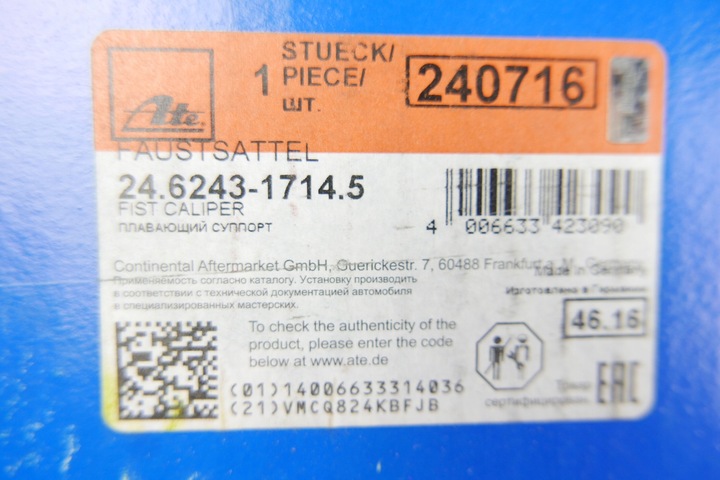 Ate
1
STUECK/
PIECE/
ШТ.
240716
FAUSTSATTEL
24.6243-1714.5
FIST CALIPER
ПЛАВАЮЩИЙ СУППОРТ
4 006633 423090
Continental Aftermarket GmbH, Guerickestr. 7, 60488 Frankfurt a. M. Germany
Made in Germany
Применяемость согласно каталогу. Установку производить
в соответствии с технической документацией автомобиля
в специализированных мастерских.
Изготовлено в Германии
46.16
To check the authenticity of the
product, please enter the code
below at www.ate.de
(01)14006633314036
(21)VMCQ824KBFJB
Товар
сертифицирован
EAC